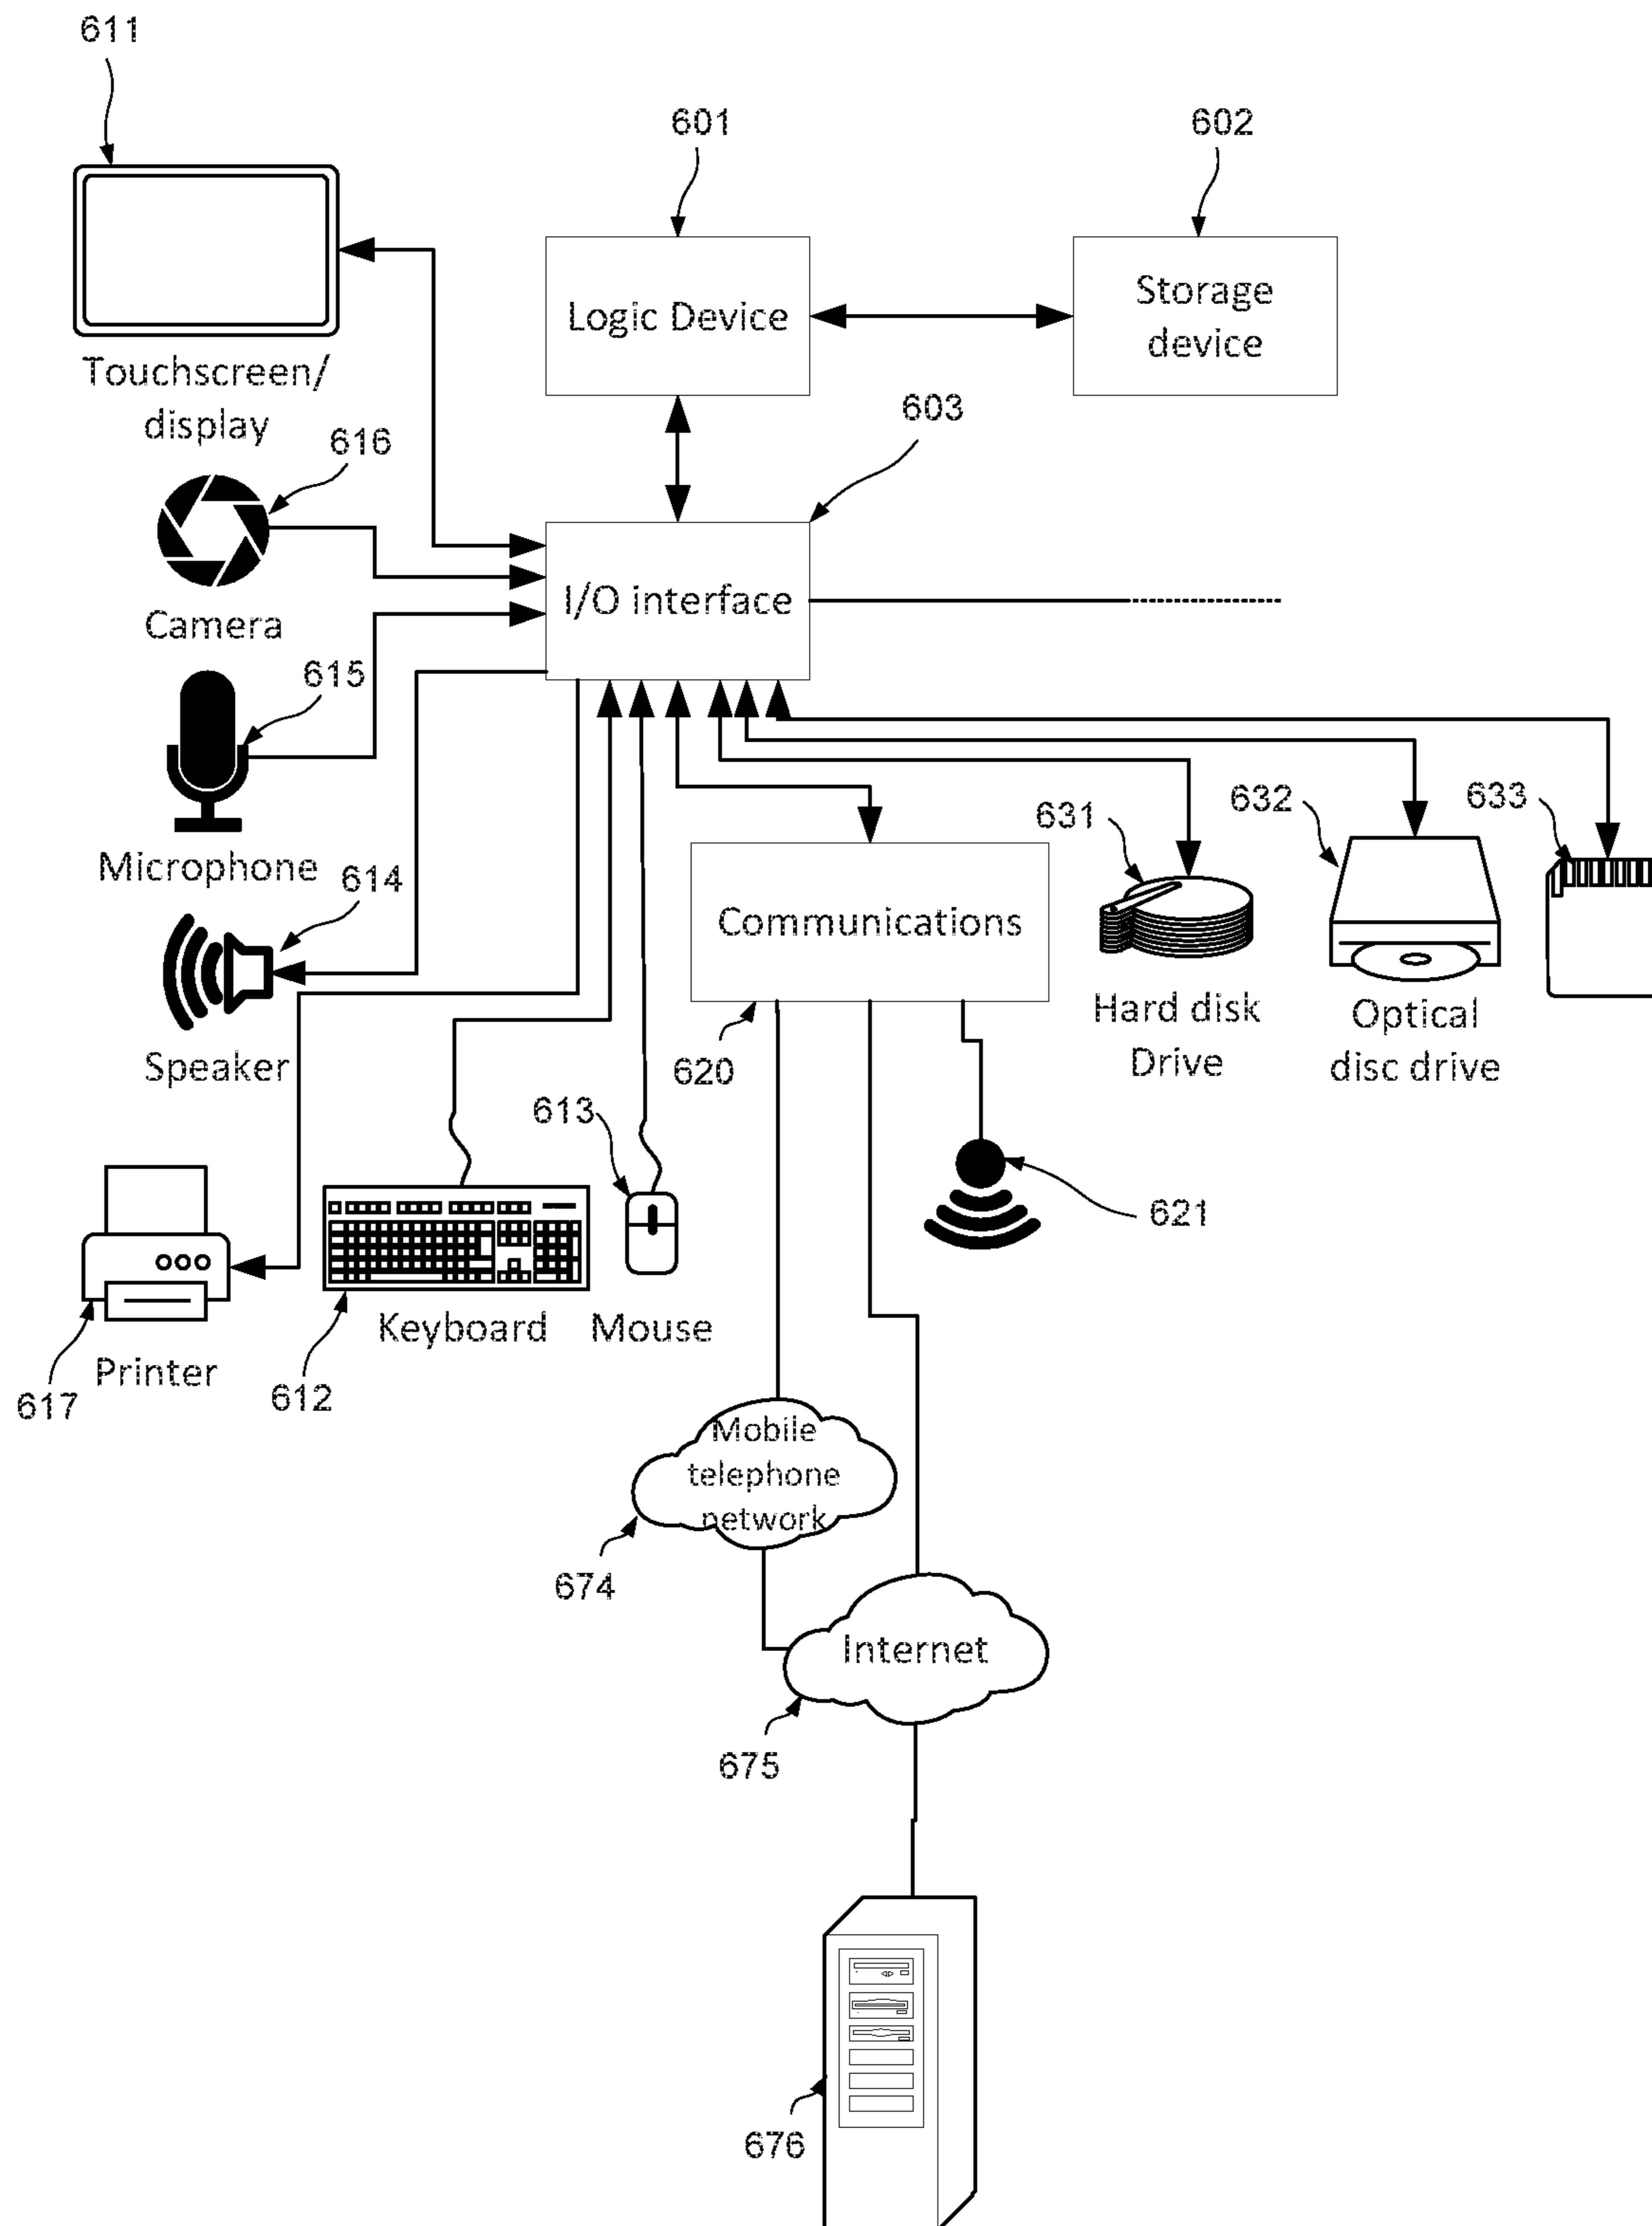 611
601
602
Logic Device
Storage
device
Touchscreen/
display
603
616
I/O interface
Camera
615
Microphone
614
631
632
633
Communications
Hard disk
Drive
Optical
disc drive
Speaker
620
613
621
Keyboard
Mouse
Printer
617
612
Mobile
telephone
network
674
Internet
675
676